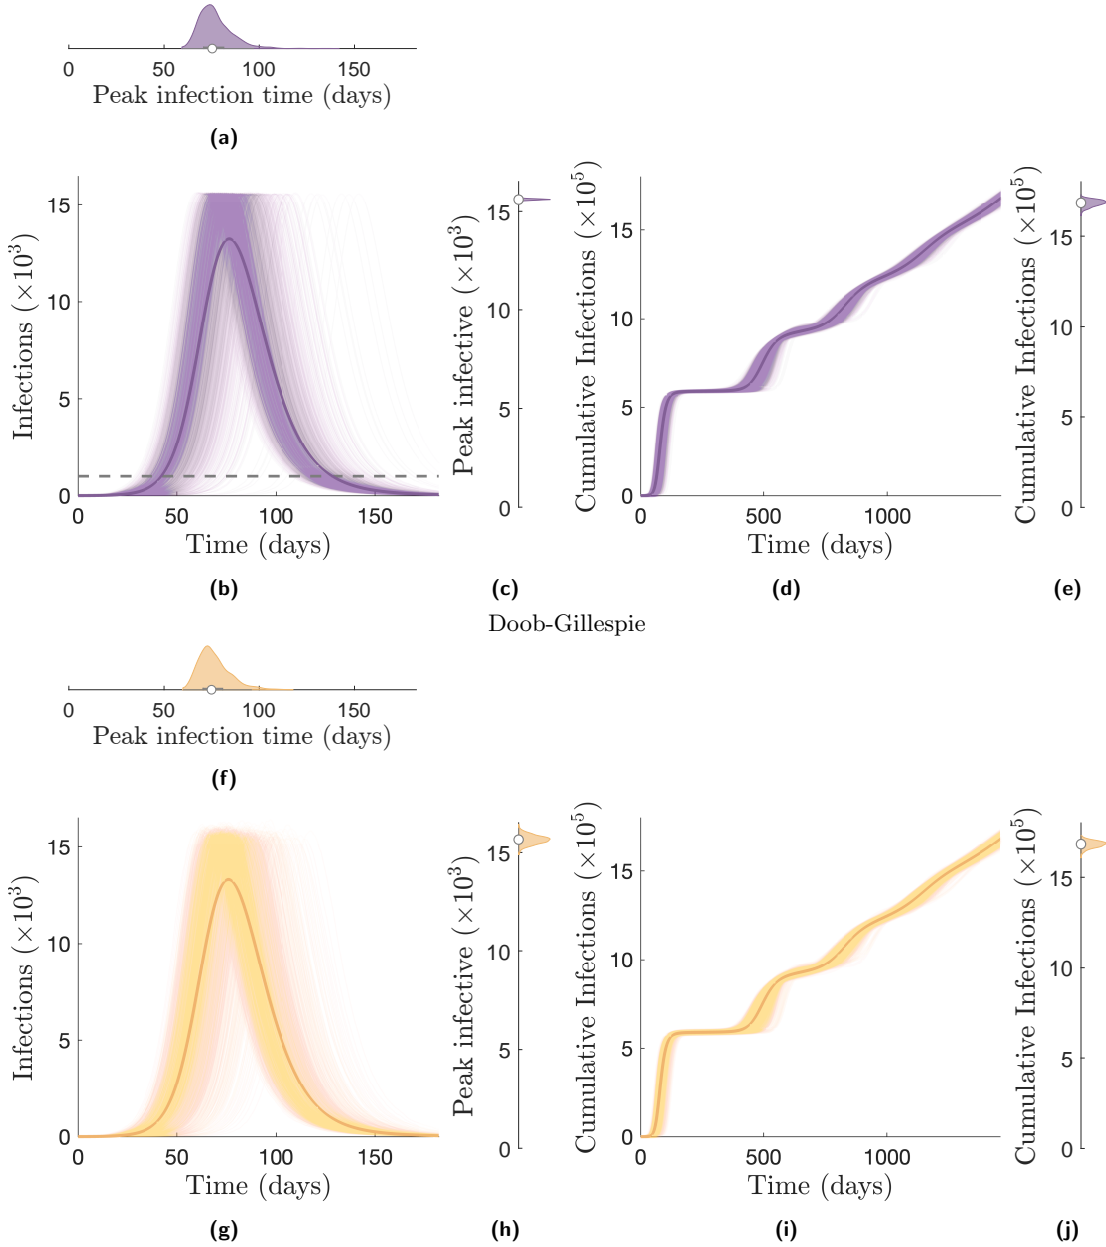 0 50 100 150
Peak infection time (days)
(a)
Infections (×10³)
15
10
5
0
0 50 100 150
Time (days)
(b)
Peak infective (×10³)
15
10
5
0
(c)
Cumulative Infections (×10⁵)
15
10
5
0
0 500 1000
Time (days)
(d)
Cumulative Infections (×10⁵)
15
10
5
0
(e)
Doob-Gillespie
0 50 100 150
Peak infection time (days)
(f)
Infections (×10³)
15
10
5
0
0 50 100 150
Time (days)
(g)
Peak infective (×10³)
15
10
5
0
(h)
Cumulative Infections (×10⁵)
15
10
5
0
0 500 1000
Time (days)
(i)
Cumulative Infections (×10⁵)
15
10
5
0
(j)